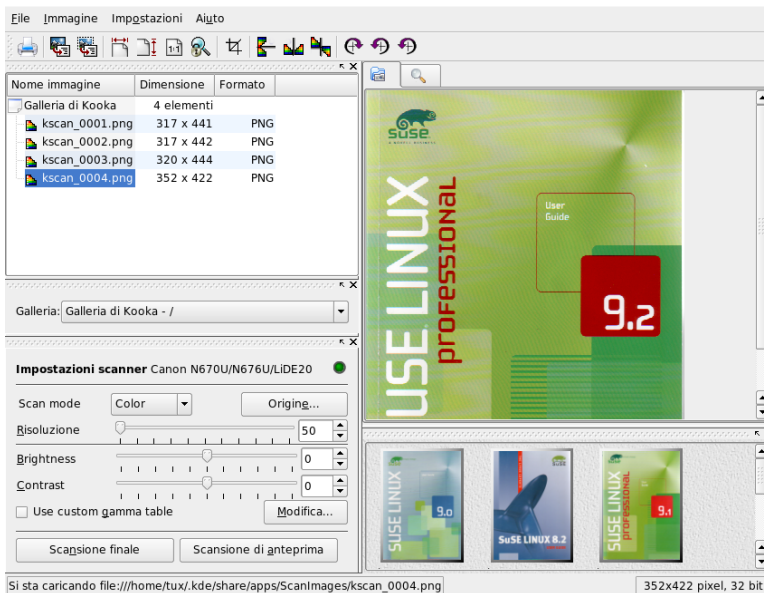 File Immagine Impostazioni Aiuto
Nome immagine Dimensione Formato
Galleria di Kooka 4 elementi
kscan_0001.png 317 x 441 PNG
kscan_0002.png 317 x 442 PNG
kscan_0003.png 320 x 444 PNG
kscan_0004.png 352 x 422 PNG
Galleria: Galleria di Kooka - /
Impostazioni scanner Canon N670U/N676U/LiDE20
Scan mode Color Origine...
Risoluzione 50
Brightness 0
Contrast 0
Use custom gamma table Modifica...
Scansione finale Scansione di anteprima
SUSE
USE LINUX
PROFESSIONAL
User
Guide
9.2
SUSE LINUX
9.0
SuSE LINUX 8.2
SUSE LINUX
PROFESSIONAL
9.1
Si sta caricando file:///home/tux/.kde/share/apps/ScanImages/kscan_0004.png 352x422 pixel, 32 bit